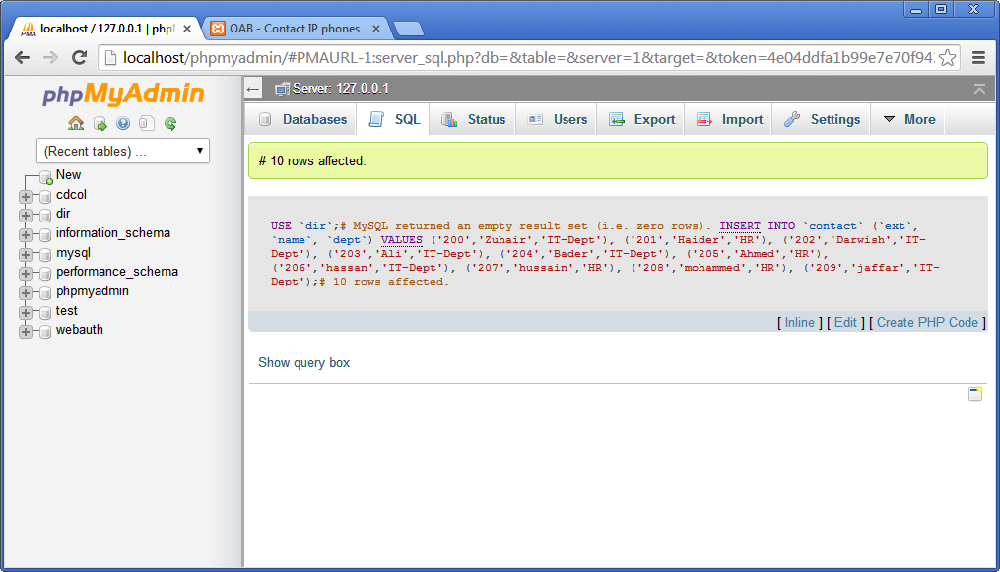 localhost / 127.0.0.1 | phpl
OAB - Contact IP phones
localhost/phpmyadmin/#PMAURL-1:server_sql.php?db=&table=&server=1&target=&token=4e04ddfa1b99e7e70f94
phpMyAdmin
(Recent tables) ...
New
cdcol
dir
information_schema
mysql
performance_schema
phpmyadmin
test
webauth
Server: 127.0.0.1
Databases SQL Status Users Export Import Settings More
# 10 rows affected.
USE `dir`;# MySQL returned an empty result set (i.e. zero rows). INSERT INTO `contact` (`ext`,
`name`, `dept`) VALUES ('200','Zuhair','IT-Dept'), ('201','Haider','HR'), ('202','Darwish','IT-
Dept'), ('203','Ali','IT-Dept'), ('204','Bader','IT-Dept'), ('205','Ahmed','HR'),
('206','hassan','IT-Dept'), ('207','hussain','HR'), ('208','mohammed','HR'), ('209','jaffar','IT-
Dept');# 10 rows affected.
[ Inline ] [ Edit ] [ Create PHP Code ]
Show query box